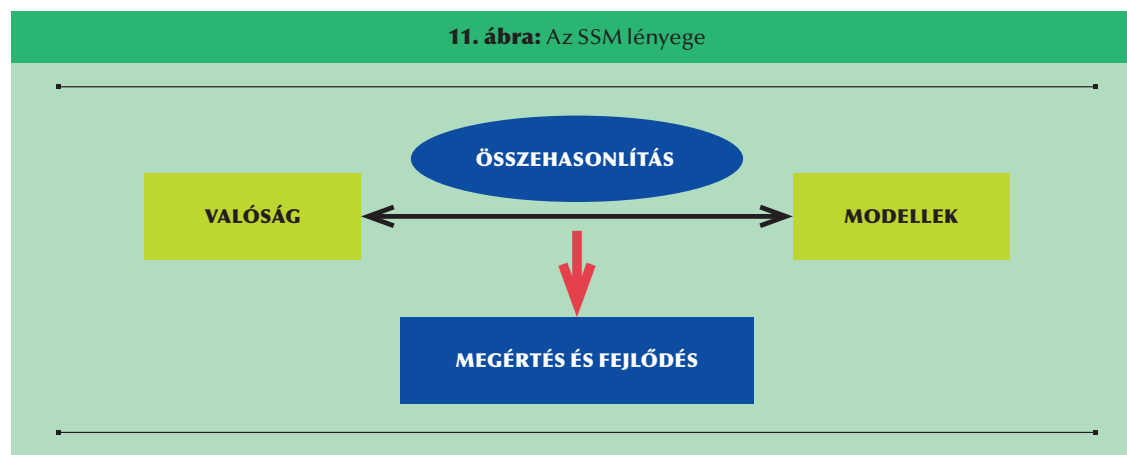 11. ábra: Az SSM lényege
ÖSSZEHASONLÍTÁS
VALÓSÁG
MODELLEK
MEGÉRTÉS ÉS FEJLŐDÉS